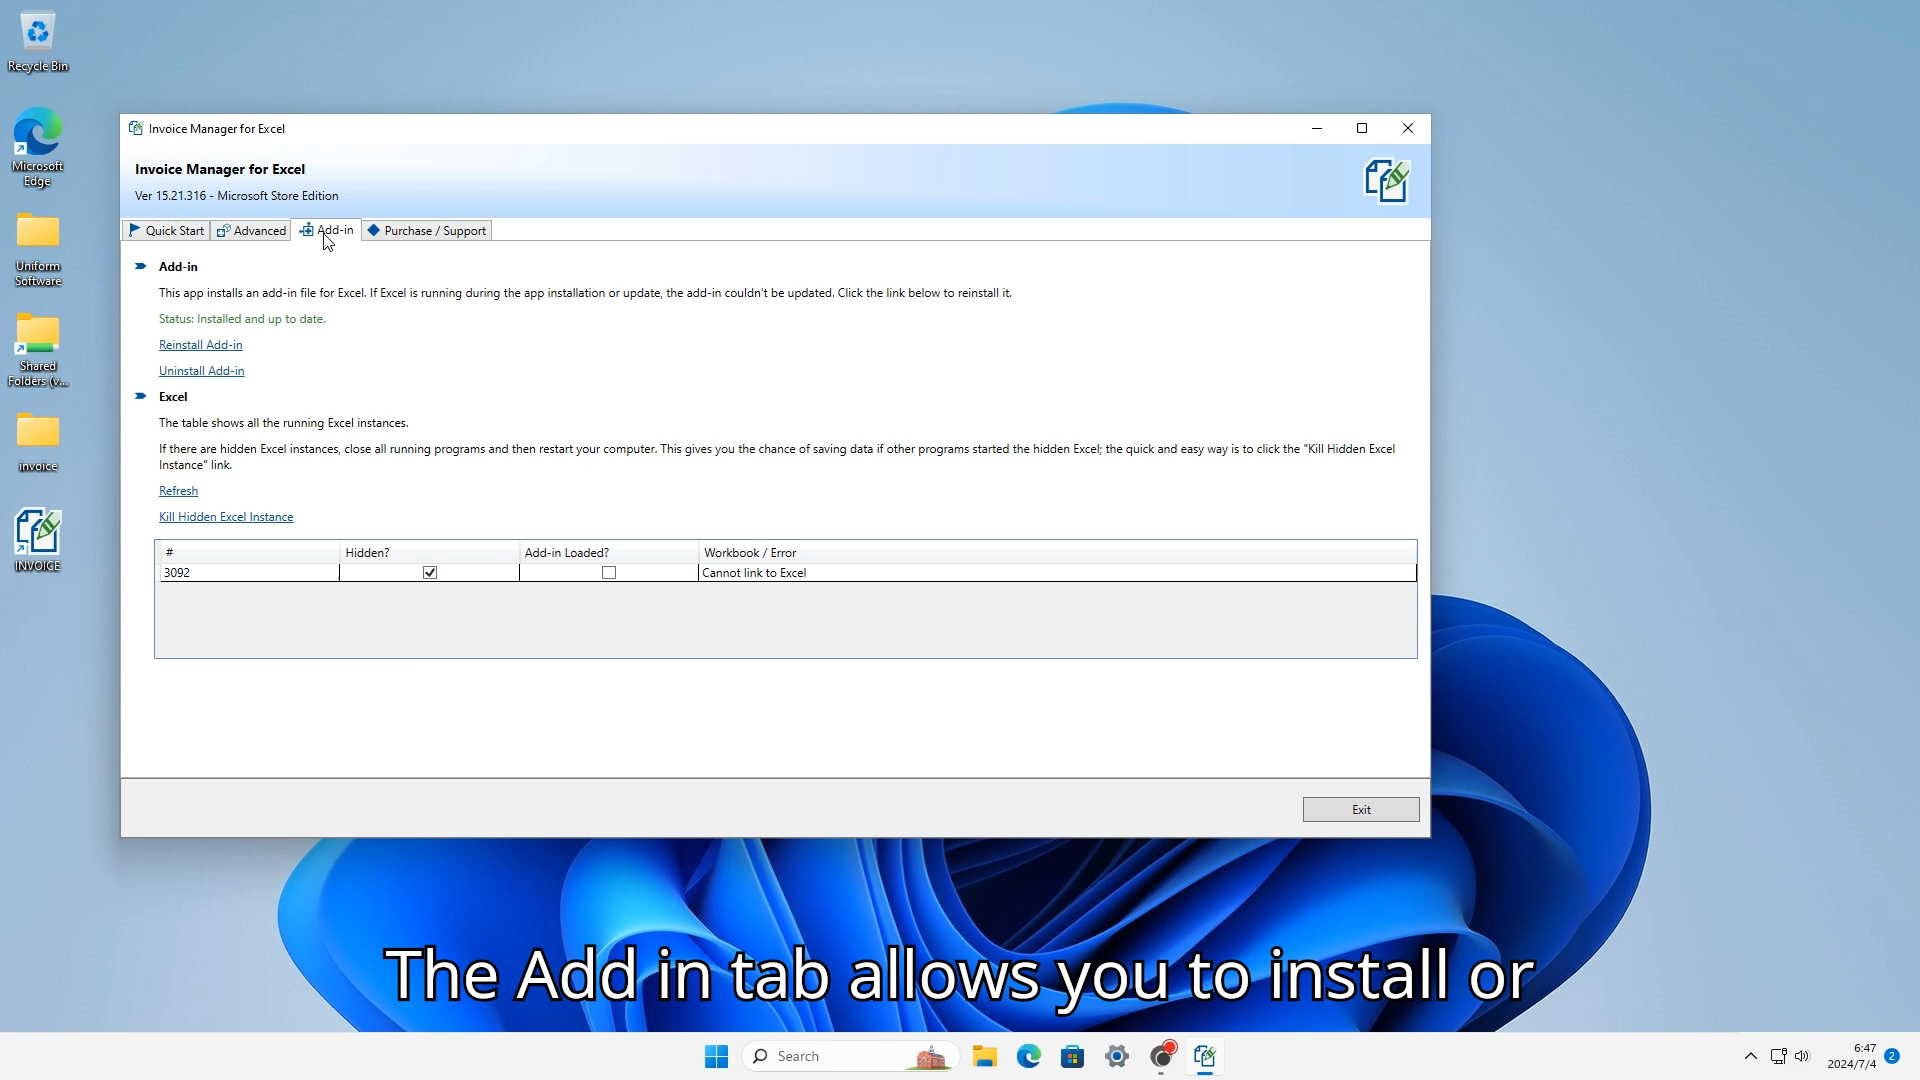 Recycle Bin
Microsoft
Edge
Uniform
Software
Shared
Folders (v...
invoice
INVOICE
Invoice Manager for Excel
Invoice Manager for Excel
Ver 15.21.316 - Microsoft Store Edition
Quick Start Advanced Add-in Purchase / Support
Add-in
This app installs an add-in file for Excel. If Excel is running during the app installation or update, the add-in couldn't be updated. Click the link below to reinstall it.
Status: Installed and up to date.
Reinstall Add-in
Uninstall Add-in
Excel
The table shows all the running Excel instances.
If there are hidden Excel instances, close all running programs and then restart your computer. This gives you the chance of saving data if other programs started the hidden Excel; the quick and easy way is to click the "Kill Hidden Excel
Instance" link.
Refresh
Kill Hidden Excel Instance
# Hidden? Add-in Loaded? Workbook / Error
3092 Cannot link to Excel
Exit
The Add in tab allows you to install or
Search
6:47
2024/7/4
2